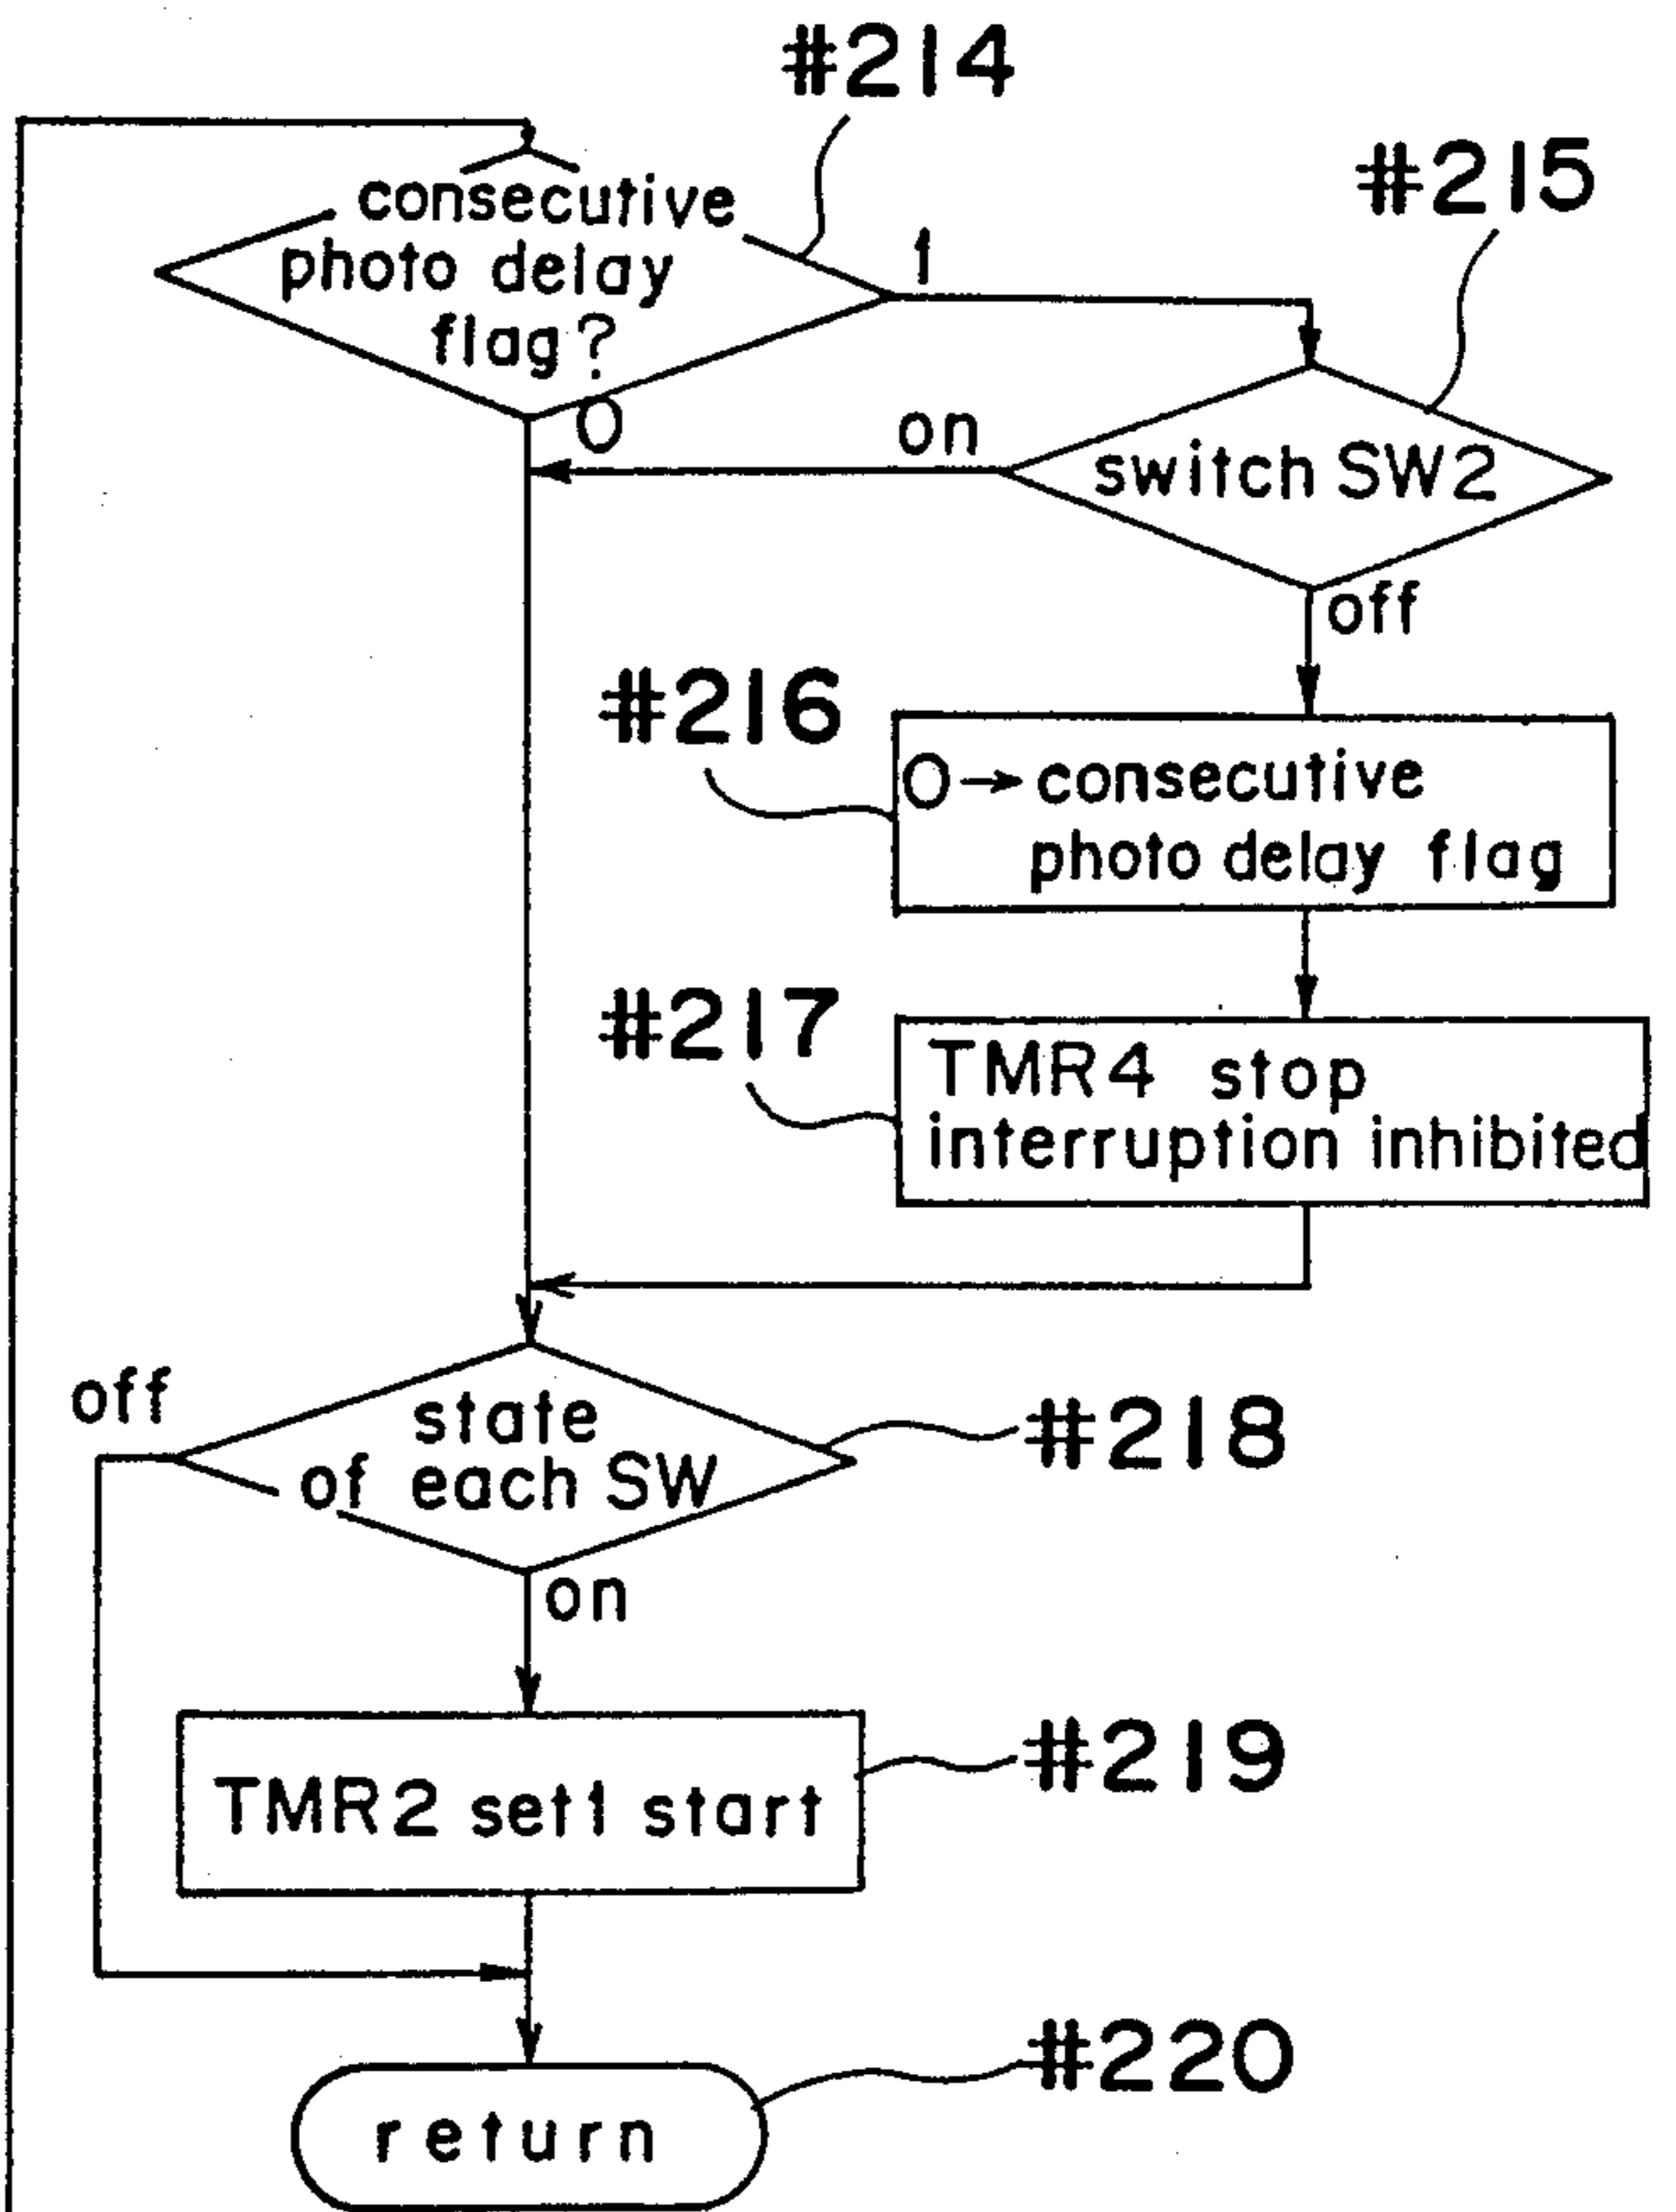 #214
consecutive
photo delay
flag?
1
0
#215
switch SW2
on
off
#216
0→consecutive
photo delay flag
#217
TMR4 stop
interruption inhibited
state
of each SW
off
on
#218
TMR2 set1 start
#219
return
#220